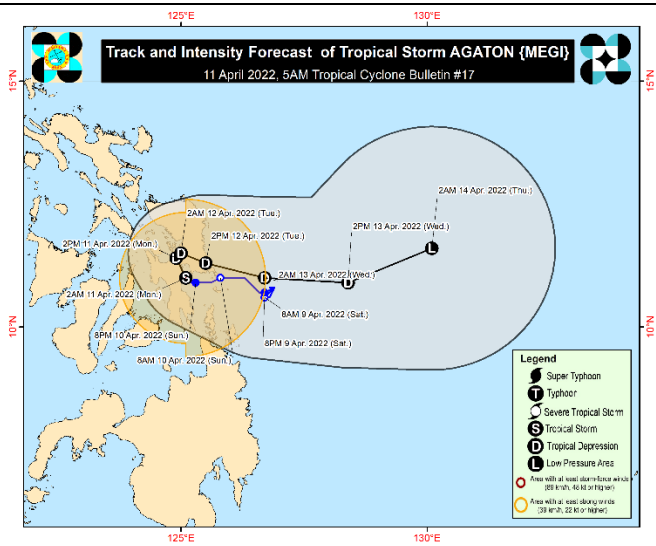 125°E
130°E
Track and Intensity Forecast of Tropical Storm AGATON {MEGI}
11 April 2022, 5AM Tropical Cyclone Bulletin #17
15°N
15°N
2AM 14 Apr. 2022 (Thu.)
2AM 12 Apr. 2022 (Tue.)
2PM 13 Apr. 2022 (Wed.)
2PM 12 Apr. 2022 (Tue.)
2PM 11 Apr. 2022 (Mon.)
L
L
D
D
D
D
S
2AM 13 Apr. 2022 (Wed.)
2AM 11 Apr. 2022 (Mon.)
8AM 9 Apr. 2022 (Sat.)
10°N
10°N
8PM 10 Apr. 2022 (Sun.)
8PM 9 Apr. 2022 (Sat.)
8AM 10 Apr. 2022 (Sun.)
Legend
Super Typhoon
T Typhoon
Severe Tropical Storm
S Tropical Storm
D Tropical Depression
L Low Pressure Area
Area with at least storm-force winds
(89 km/h, 48 kt or higher)
Area with at least strong winds
(39 km/h, 22 kt or higher)
125°E
130°E